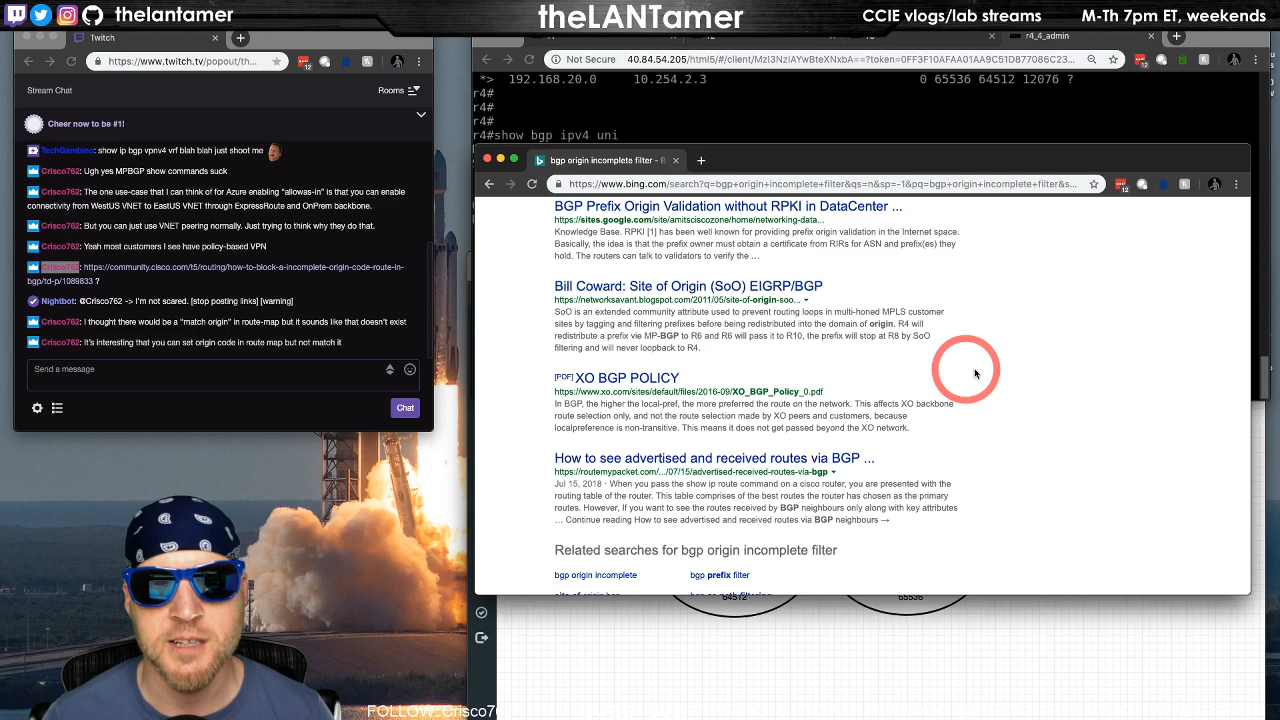 thelantamer
theLANTamer
CCIE vlogs/lab streams
M-Th 7pm ET, weekends
Twitch
https://www.twitch.tv/popout/th...
12
Stream Chat
Rooms
Cheer now to be #1!
TechGambino: show ip bgp vpnv4 vrf blah blah just shoot me
Crisco762: Ugh yes MPBGP show commands suck
Crisco762: The one use-case that I can think of for Azure enabling "allowas-in" is that you can enable
connectivity from WestUS VNET to EastUS VNET through ExpressRoute and OnPrem backbone.
Crisco762: But you can just use VNET peering normally. Just trying to think why they do that.
Crisco762: Yeah most customers I see have policy-based VPN
Crisco762: https://community.cisco.com/t5/routing/how-to-block-a-incomplete-origin-code-route-in-
bgp/td-p/1089833 ?
Nightbot: @Crisco762 -> I'm not scared. [stop posting links] [warning]
Crisco762: I thought there would be a "match origin" in route-map but it sounds like that doesn't exist
Crisco762: It's interesting that you can set origin code in route map but not match it
Send a message
Chat
r4_4_admin
Not Secure
40.84.54.205/html5/#/client/MzI3NzIAYwBteXNxbA==?token=0FF3F10AFAA01AA9C51D877086C23...
12
*> 192.168.20.0 10.254.2.3 0 65536 64512 12076 ?
r4#
r4#
r4#
r4#show bgp ipv4 uni
bgp origin incomplete filter - B
https://www.bing.com/search?q=bgp+origin+incomplete+filter&qs=n&sp=-1&pq=bgp+origin+incomplete+filter&s...
12
BGP Prefix Origin Validation without RPKI in DataCenter ...
https://sites.google.com/site/amitsciscozone/home/networking-data...
Knowledge Base. RPKI [1] has been well known for providing prefix origin validation in the Internet space.
Basically, the idea is that the prefix owner must obtain a certificate from RIRs for ASN and prefix(es) they
hold. The routers can talk to validators to verify the ...
Bill Coward: Site of Origin (SoO) EIGRP/BGP
https://networksavant.blogspot.com/2011/05/site-of-origin-soo...
SoO is an extended community attribute used to prevent routing loops in multi-honed MPLS customer
sites by tagging and filtering prefixes before being redistributed into the domain of origin. R4 will
redistribute a prefix vie MP-BGP to R6 and R6 will pass it to R10, the prefix will stop at R8 by SoO
filtering and will never loopback to R4.
[PDF] XO BGP POLICY
https://www.xo.com/sites/default/files/2016-09/XO_BGP_Policy_0.pdf
In BGP, the higher the local-pref, the more preferred the route on the network. This affects XO backbone
route selection only, and not the route selection made by XO peers and customers, because
localpreference is non-transitive. This means it does not get passed beyond the XO network.
How to see advertised and received routes via BGP ...
https://routemypacket.com/.../07/15/advertised-received-routes-via-bgp
Jul 15, 2018 · When you pass the show ip route command on a cisco router, you are presented with the
routing table of the router. This table comprises of the best routes the router has chosen as the primary
routes. However, If you want to see the routes received by BGP neighbours only along with key attributes
... Continue reading How to see advertised and received routes via BGP neighbours →
Related searches for bgp origin incomplete filter
bgp origin incomplete
bgp prefix filter
64512
65536